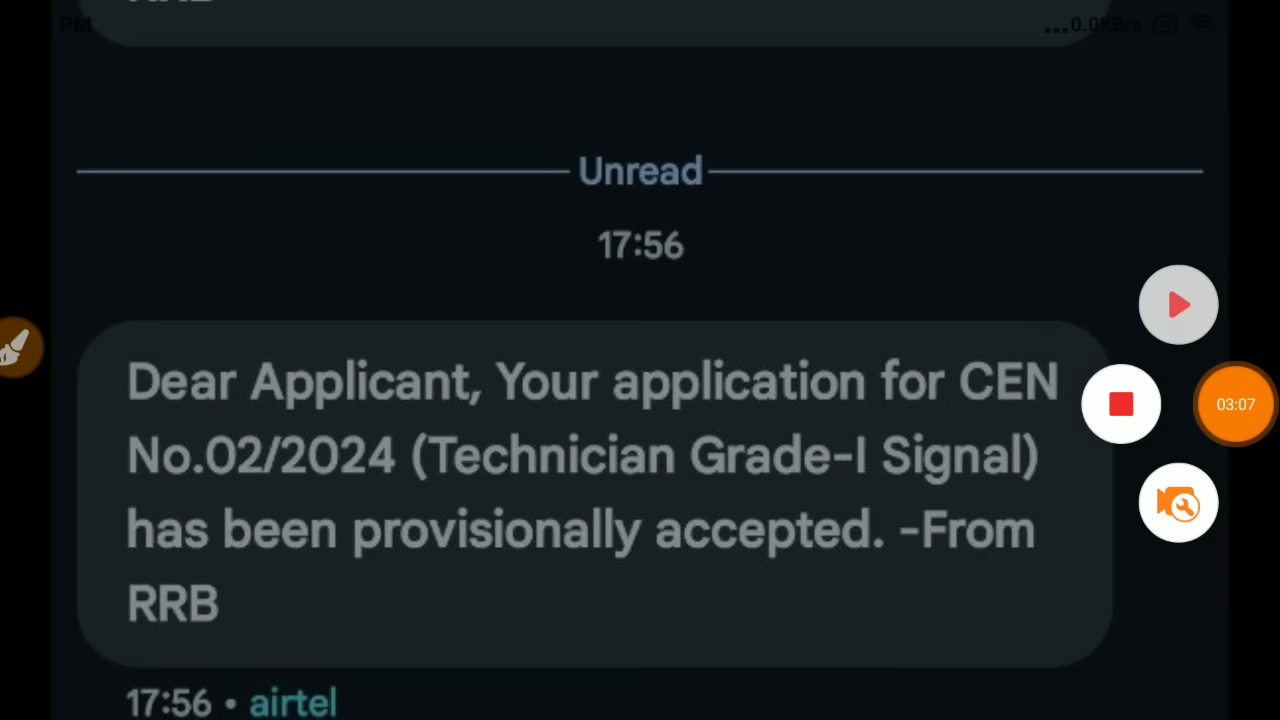 PM
...0.0KB/s
Unread
17:56
Dear Applicant, Your application for CEN
No.02/2024 (Technician Grade-I Signal)
has been provisionally accepted. -From
RRB
17:56 • airtel
03:07